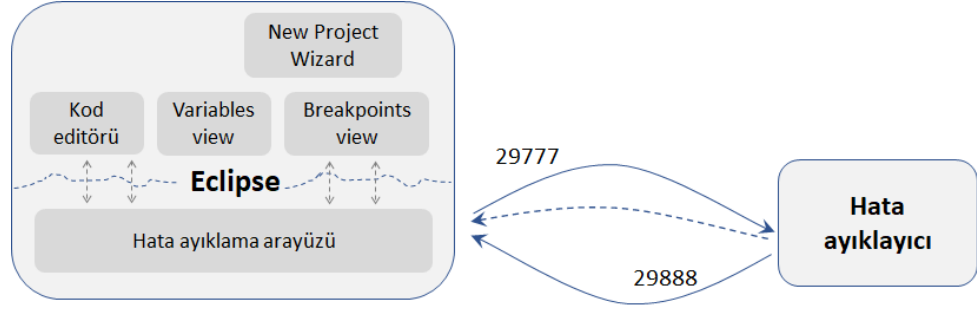 New Project
Wizard
Kod
editörü
Variables
view
Breakpoints
view
Eclipse
Hata ayıklama arayüzü
29777
29888
Hata
ayıklayıcı